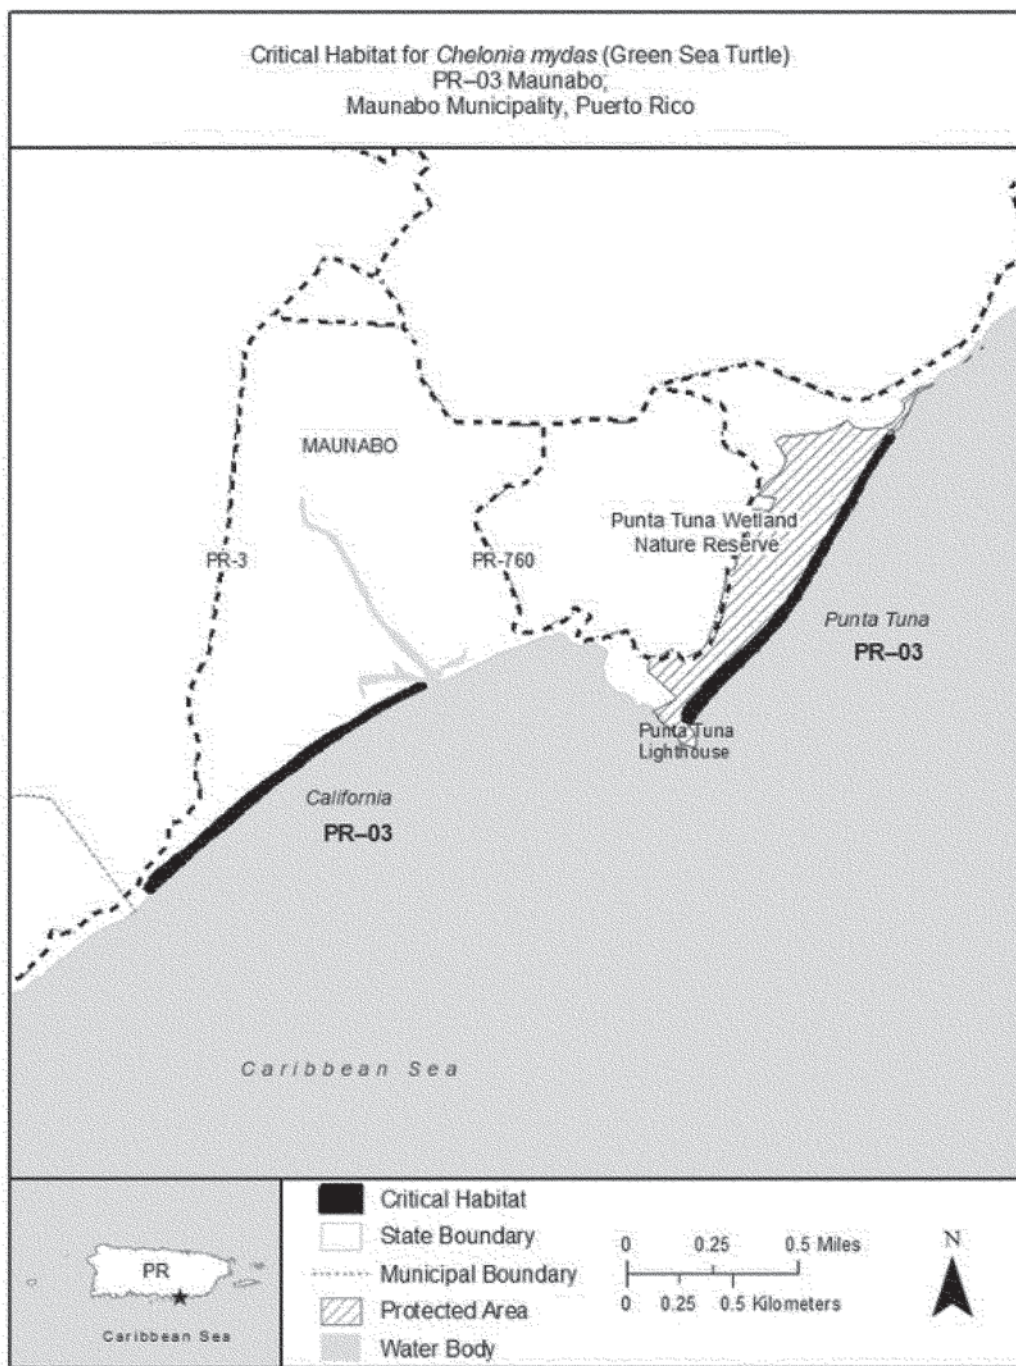 Critical Habitat for Chelonia mydas (Green Sea Turtle)
PR–03 Maunabo;
Maunabo Municipality, Puerto Rico
MAUNABO
Punta Tuna Wetland
Nature Reserve
PR-3
PR-760
Punta Tuna
PR–03
Punta Tuna
Lighthouse
California
PR–03
Caribbean Sea
PR
Caribbean Sea
Critical Habitat
State Boundary
Municipal Boundary
Protected Area
Water Body
0 0.25 0.5 Miles
0 0.25 0.5 Kilometers
N